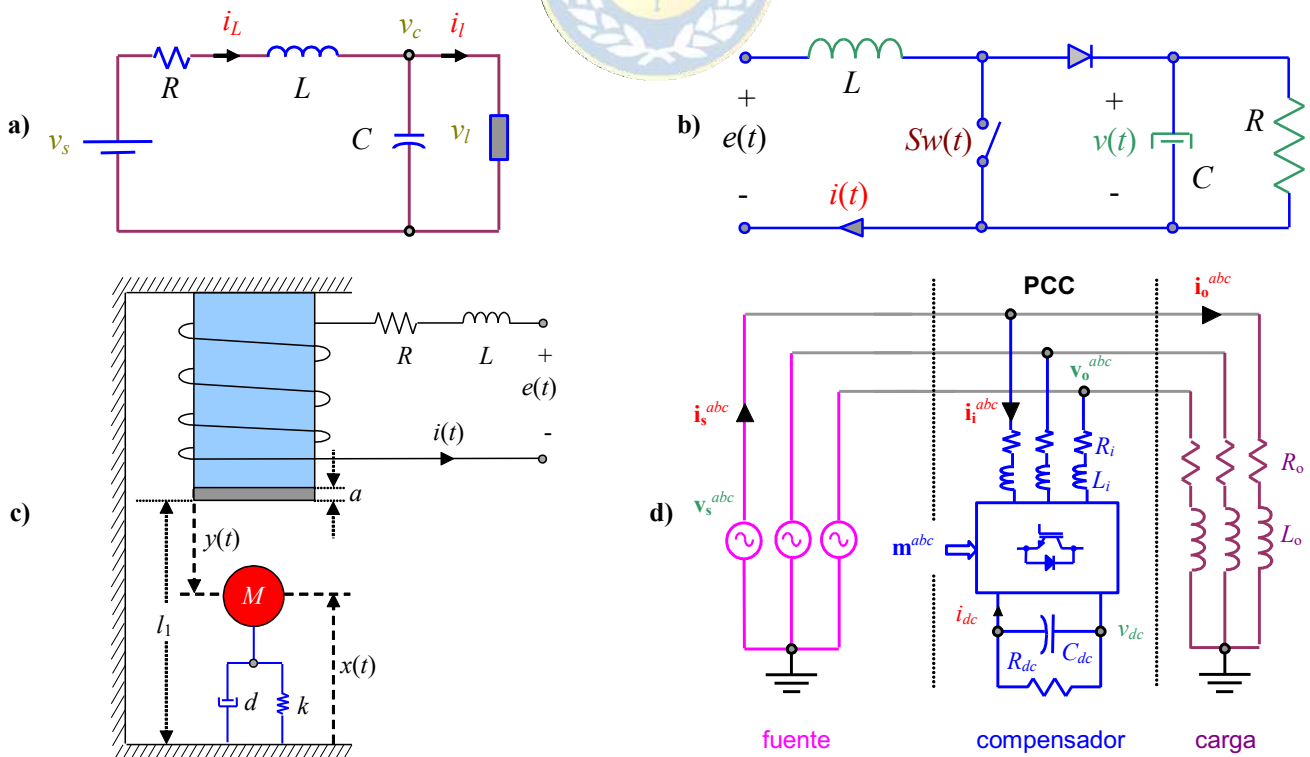 a)
i_L
v_c
i_l
R
L
v_s
C
v_l
b)
+
e(t)
-
L
Sw(t)
i(t)
+
v(t)
-
C
R
c)
R
L
+
e(t)
-
i(t)
a
y(t)
l_1
M
x(t)
d
k
d)
PCC
i_o^abc
v_o^abc
i_s^abc
i_i^abc
R_i
L_i
v_s^abc
m^abc
R_o
L_o
i_dc
v_dc
C_dc
R_dc
fuente
compensador
carga